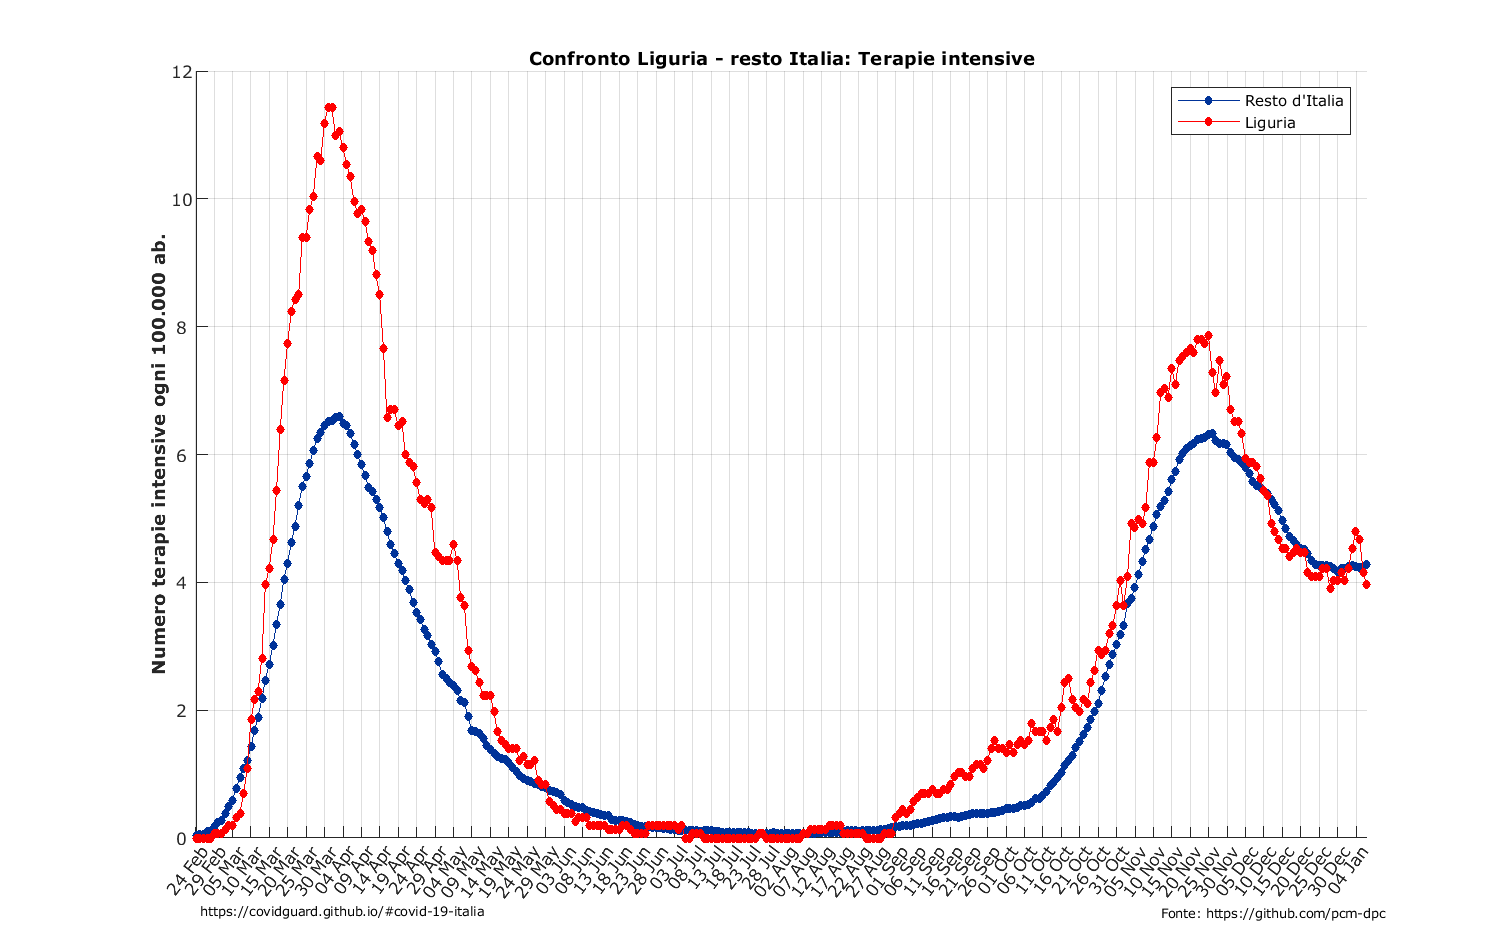 Confronto Liguria - resto Italia: Terapie intensive
Resto d'Italia
Liguria
Numero terapie intensive ogni 100.000 ab.
12
10
8
6
4
2
0
24 Feb
29 Feb
05 Mar
10 Mar
15 Mar
20 Mar
25 Mar
30 Mar
04 Apr
09 Apr
14 Apr
19 Apr
24 Apr
29 Apr
04 May
09 May
14 May
19 May
24 May
29 May
03 Jun
08 Jun
13 Jun
18 Jun
23 Jun
28 Jun
03 Jul
08 Jul
13 Jul
18 Jul
23 Jul
28 Jul
02 Aug
07 Aug
12 Aug
17 Aug
22 Aug
27 Aug
01 Sep
06 Sep
11 Sep
16 Sep
21 Sep
26 Sep
01 Oct
06 Oct
11 Oct
16 Oct
21 Oct
26 Oct
31 Oct
05 Nov
10 Nov
15 Nov
20 Nov
25 Nov
30 Nov
05 Dec
10 Dec
15 Dec
20 Dec
25 Dec
30 Dec
04 Jan
https://covidguard.github.io/#covid-19-italia
Fonte: https://github.com/pcm-dpc